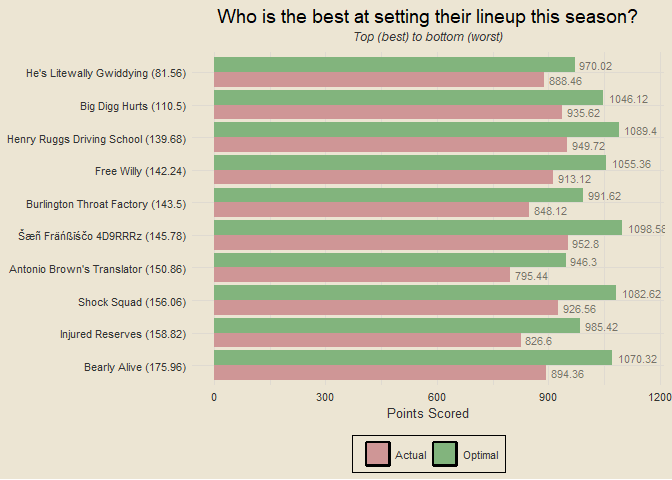 Who is the best at setting their lineup this season?
Top (best) to bottom (worst)
He's Litewally Gwiddying (81.56)
970.02
888.46
Big Digg Hurts (110.5)
1046.12
935.62
Henry Ruggs Driving School (139.68)
1089.4
949.72
Free Willy (142.24)
1055.36
913.12
Burlington Throat Factory (143.5)
991.62
848.12
Šæñ Fráńßïščo 4D9RRRz (145.78)
1098.58
952.8
Antonio Brown's Translator (150.86)
946.3
795.44
Shock Squad (156.06)
1082.62
926.56
Injured Reserves (158.82)
985.42
826.6
Bearly Alive (175.96)
1070.32
894.36
0 300 600 900 1200
Points Scored
Actual Optimal